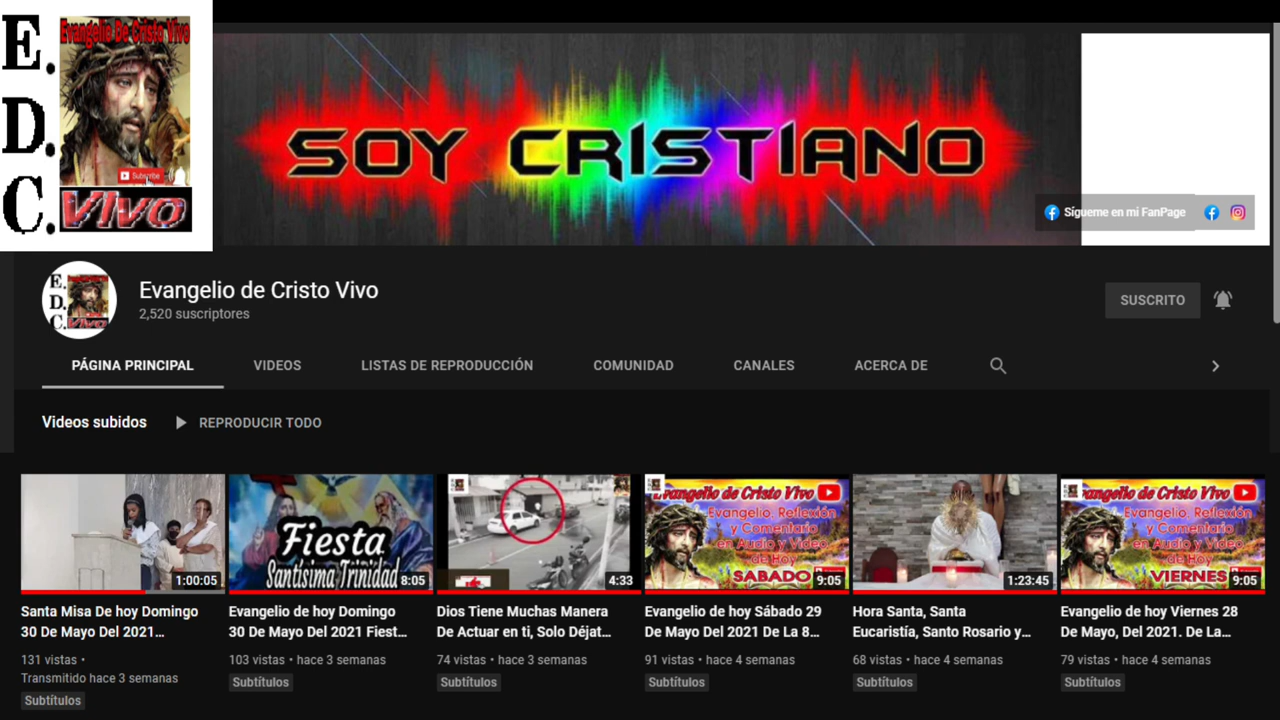 E.
D.
C.
Evangelio De Cristo Vivo
Subscribe
Vivo
SOY CRISTIANO
Sígueme en mi FanPage
E.
D.
C.
Vivo
Evangelio de Cristo Vivo
2,520 suscriptores
SUSCRITO
PÁGINA PRINCIPAL
VIDEOS
LISTAS DE REPRODUCCIÓN
COMUNIDAD
CANALES
ACERCA DE
Videos subidos
REPRODUCIR TODO
1:00:05
Santa Misa De hoy Domingo
30 De Mayo Del 2021…
131 vistas •
Transmitido hace 3 semanas
Subtítulos
Fiesta
Santísima Trinidad
8:05
Evangelio de hoy Domingo
30 De Mayo Del 2021 Fiest…
103 vistas • hace 3 semanas
Subtítulos
4:33
Dios Tiene Muchas Manera
De Actuar en ti, Solo Déjat…
74 vistas • hace 3 semanas
Subtítulos
Evangelio de Cristo Vivo
Evangelio, Reflexión
y Comentario
en Audio y Video
de Hoy
SABADO
9:05
Evangelio de hoy Sábado 29
De Mayo Del 2021 De La 8…
91 vistas • hace 4 semanas
Subtítulos
1:23:45
Hora Santa, Santa
Eucaristía, Santo Rosario y…
68 vistas • hace 4 semanas
Subtítulos
Evangelio de Cristo Vivo
Evangelio, Reflexión
y Comentario
en Audio y Video
de Hoy
VIERNES
9:05
Evangelio de hoy Viernes 28
De Mayo, Del 2021. De La…
79 vistas • hace 4 semanas
Subtítulos